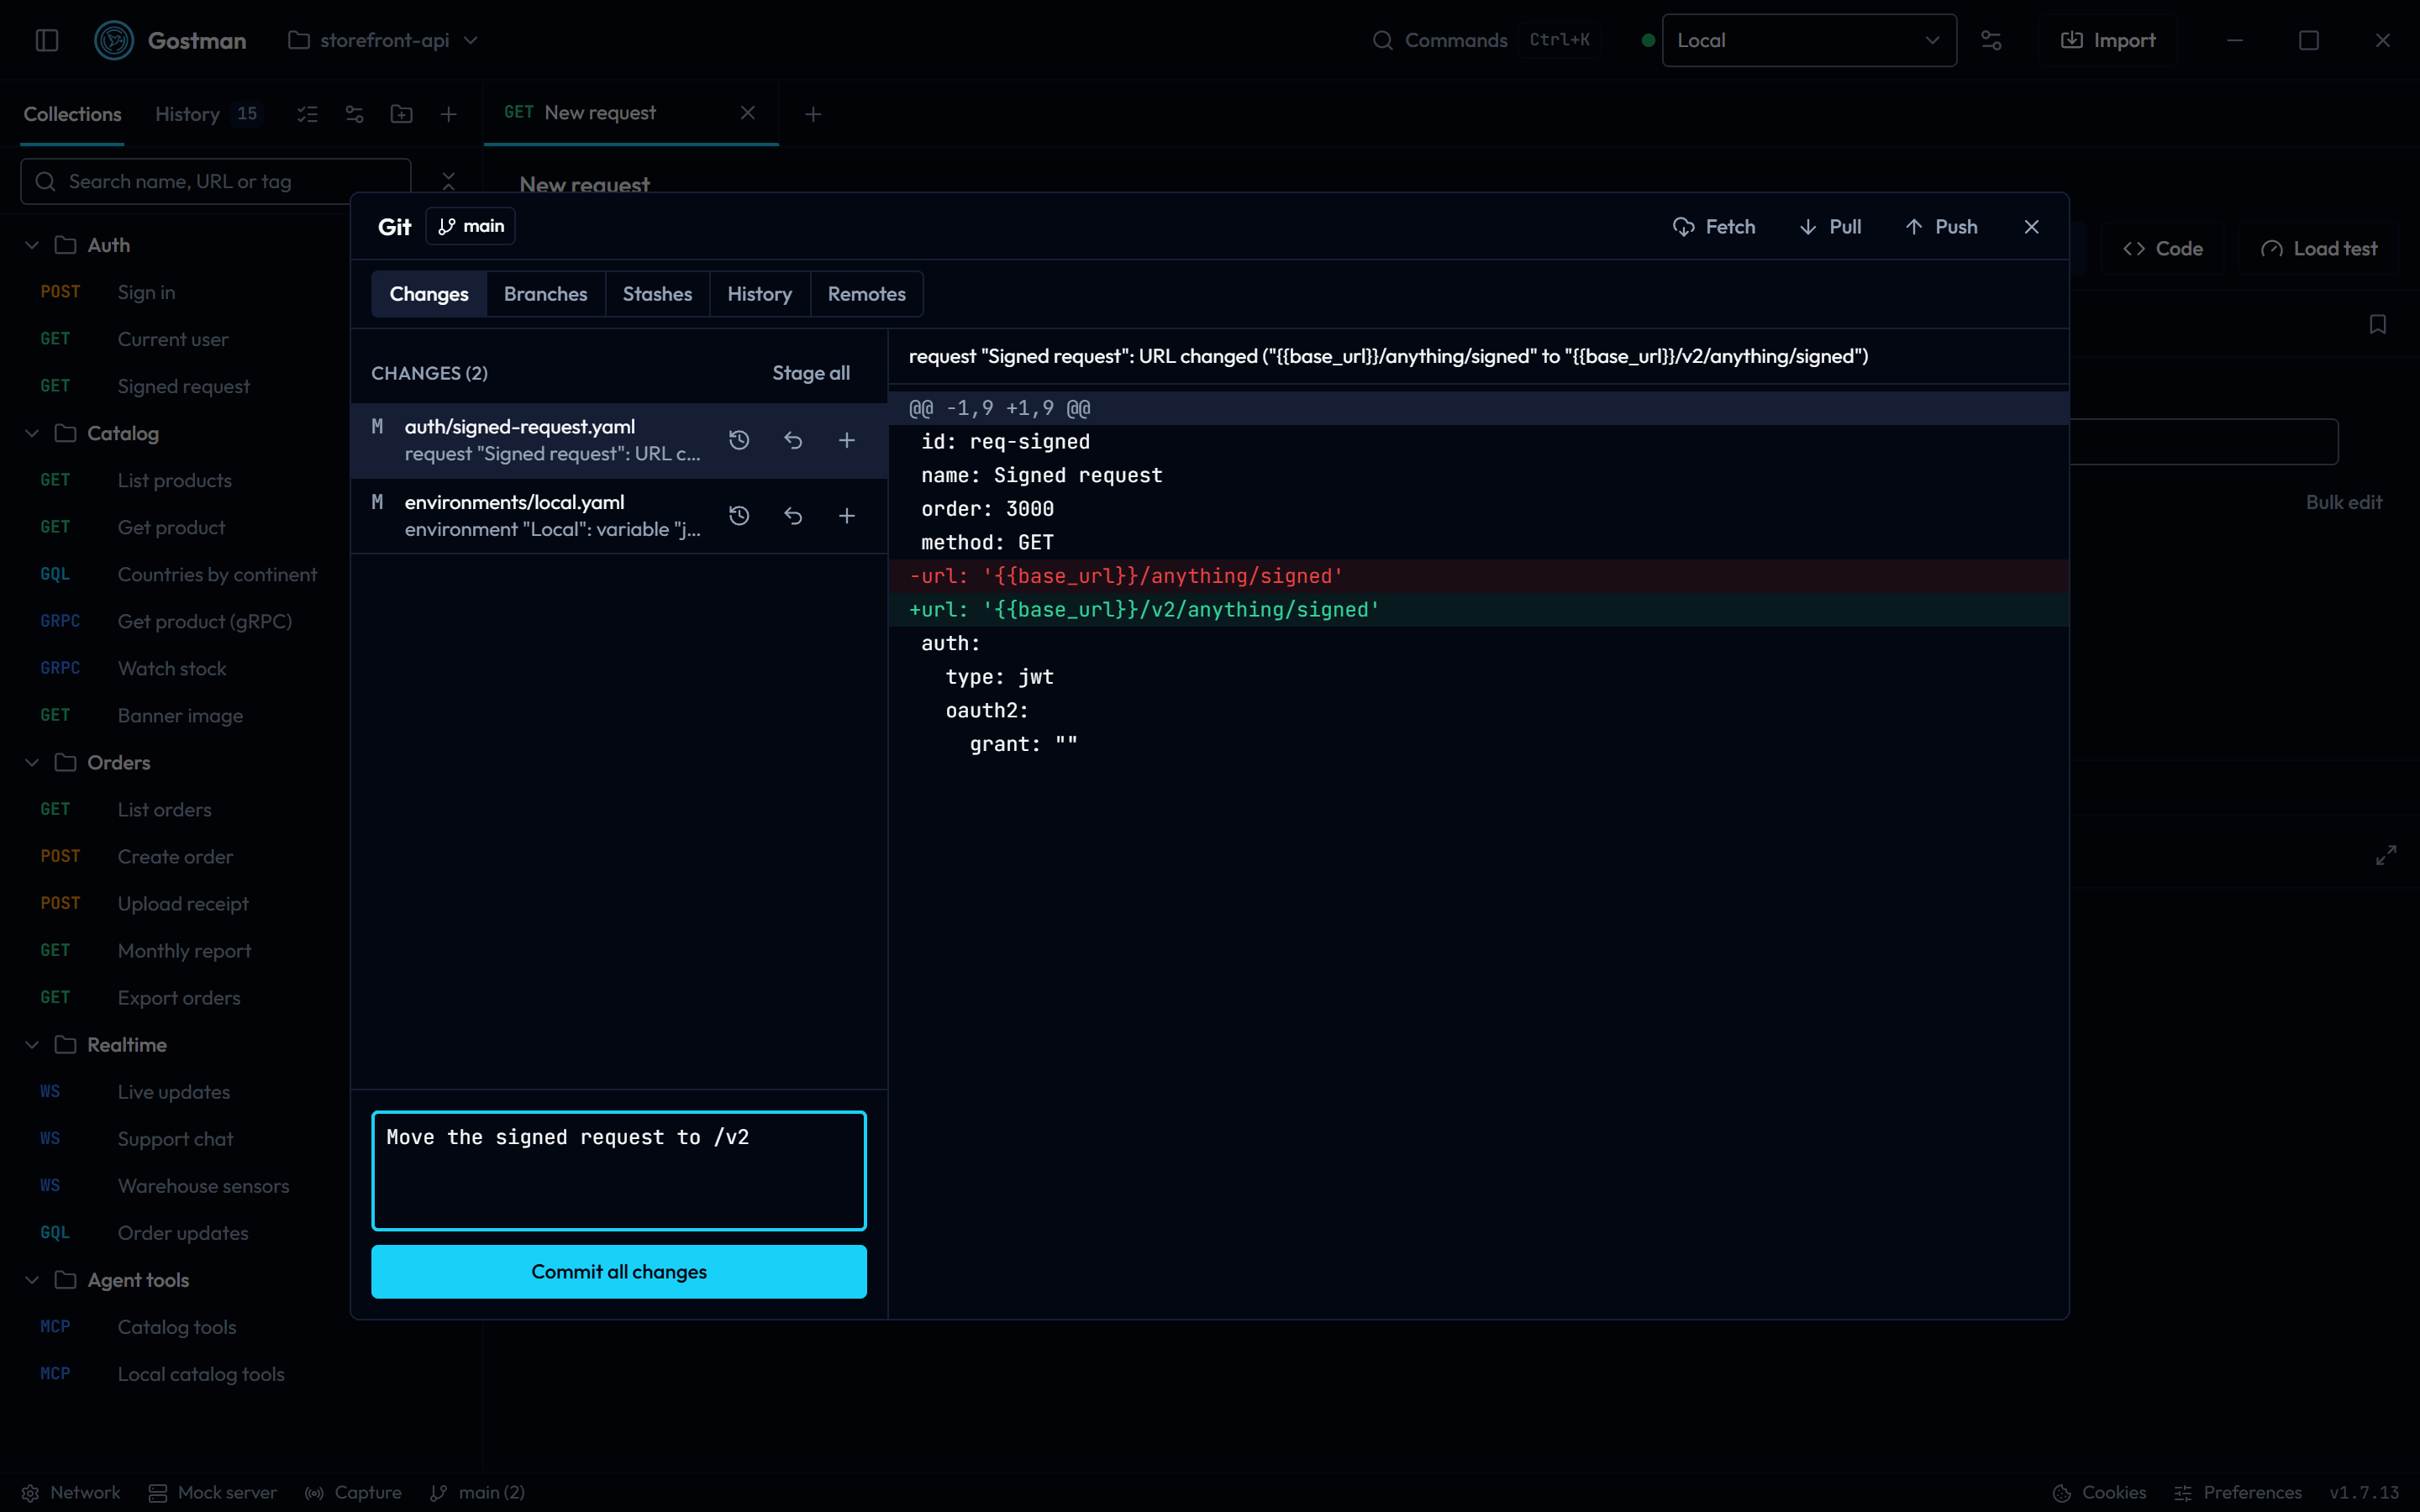 Gostman
storefront-api
Commands Ctrl+K
Local
Import
Collections
History 15
GET New request
Search name, URL or tag
New request
Code
Load test
Bulk edit
Auth
POST Sign in
GET Current user
GET Signed request
Catalog
GET List products
GET Get product
GQL Countries by continent
GRPC Get product (gRPC)
GRPC Watch stock
GET Banner image
Orders
GET List orders
POST Create order
POST Upload receipt
GET Monthly report
GET Export orders
Realtime
WS Live updates
WS Support chat
WS Warehouse sensors
GQL Order updates
Agent tools
MCP Catalog tools
MCP Local catalog tools
Git main
Fetch
Pull
Push
Changes
Branches
Stashes
History
Remotes
CHANGES (2)
Stage all
M auth/signed-request.yaml
request "Signed request": URL c...
M environments/local.yaml
environment "Local": variable "j...
Move the signed request to /v2
Commit all changes
request "Signed request": URL changed ("{{base_url}}/anything/signed" to "{{base_url}}/v2/anything/signed")
@@ -1,9 +1,9 @@
id: req-signed
name: Signed request
order: 3000
method: GET
-url: '{{base_url}}/anything/signed'
+url: '{{base_url}}/v2/anything/signed'
auth:
type: jwt
oauth2:
grant: ""
Network
Mock server
Capture
main (2)
Cookies
Preferences
v1.7.13